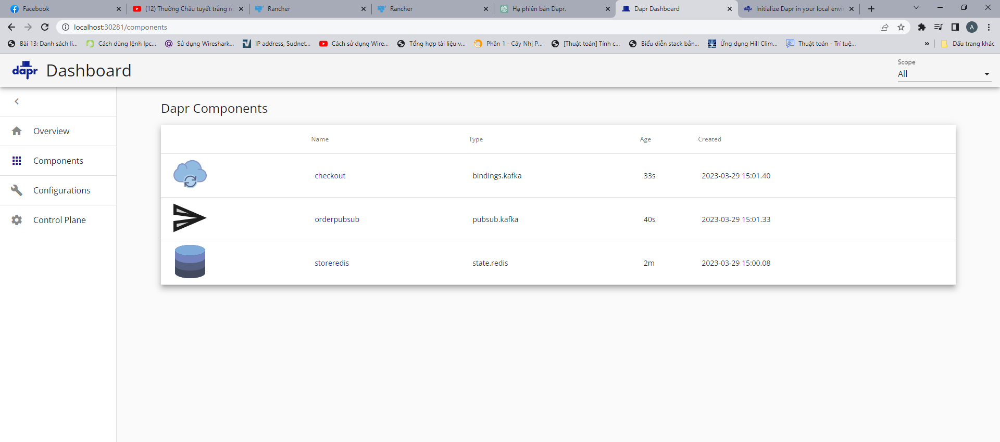 Facebook
(12) Thường Châu tuyết trắng n
Rancher
Rancher
Hạ phiên bản Dapr.
Dapr Dashboard
Initialize Dapr in your local envi
localhost:30281/components
A
Bài 13: Danh sách li...
Cách dùng lệnh Ipc...
Sử dụng Wireshark...
IP address, Sudnet...
Cách sử dụng Wire...
Tổng hợp tài liệu v...
Phần 1 - Cây Nhị P...
[Thuật toán] Tính c...
Biểu diễn stack bằn...
Ứng dụng Hill Clim...
Thuật toán - Trí tuệ...
»
Dấu trang khác
dapr Dashboard
Scope
All
Overview
Components
Configurations
Control Plane
Dapr Components
Name Type Age Created
checkout bindings.kafka 33s 2023-03-29 15:01.40
orderpubsub pubsub.kafka 40s 2023-03-29 15:01.33
storeredis state.redis 2m 2023-03-29 15:00.08